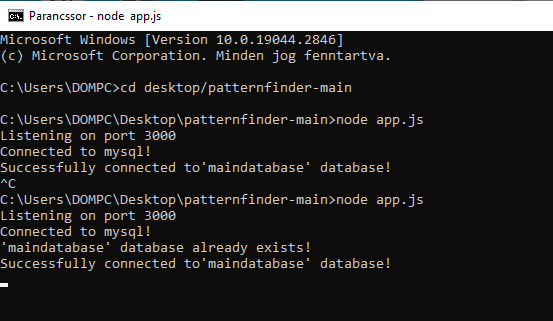 Parancssor - node app.js
Microsoft Windows [Version 10.0.19044.2846]
(c) Microsoft Corporation. Minden jog fenntartva.
C:\Users\DOMPC>cd desktop/patternfinder-main
C:\Users\DOMPC\Desktop\patternfinder-main>node app.js
Listening on port 3000
Connected to mysql!
Successfully connected to'maindatabase' database!
^C
C:\Users\DOMPC\Desktop\patternfinder-main>node app.js
Listening on port 3000
Connected to mysql!
'maindatabase' database already exists!
Successfully connected to'maindatabase' database!